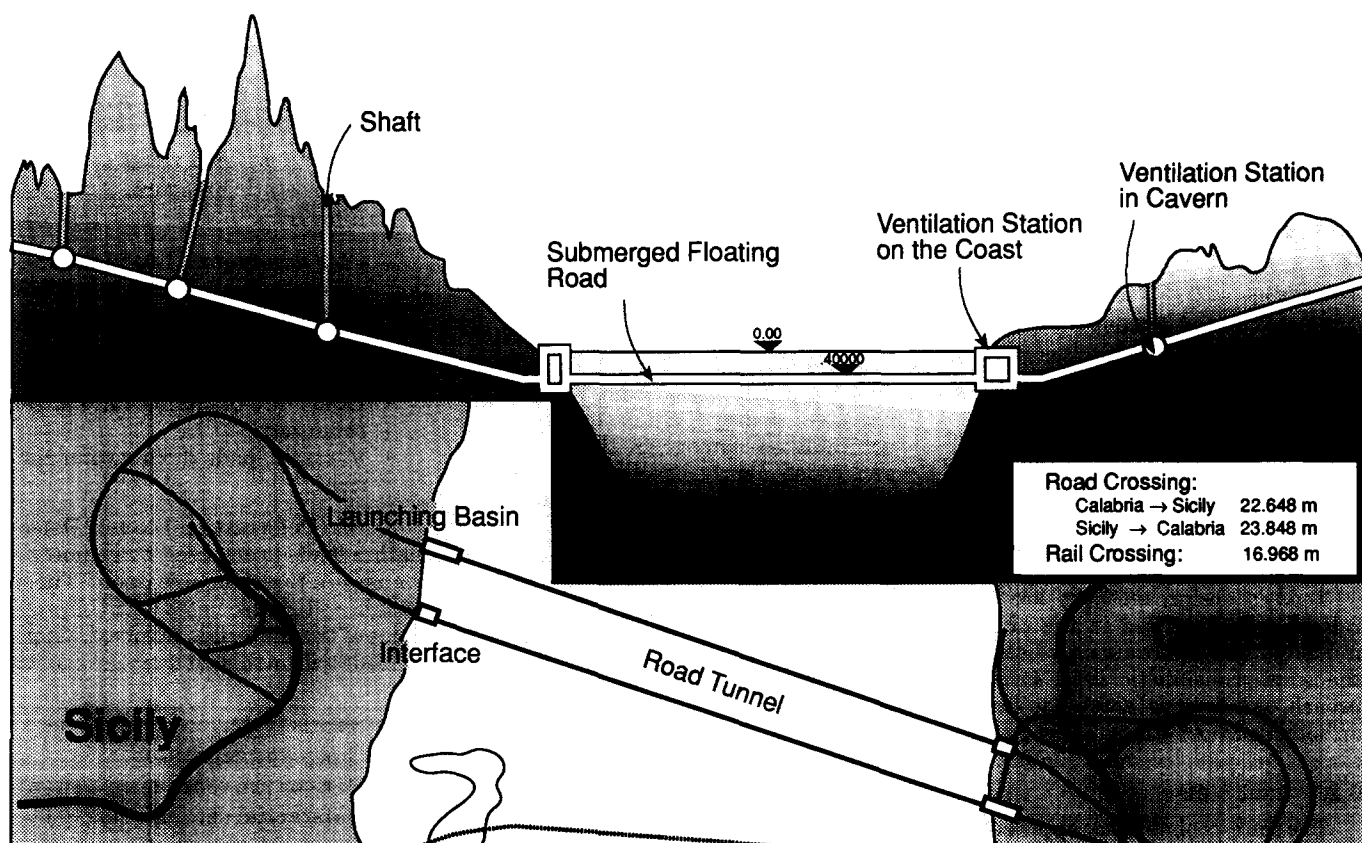 Shaft
Ventilation Station
in Cavern
Ventilation Station
on the Coast
Submerged Floating
Road
0.00
.40000
Road Crossing:
Calabria → Sicily 22.648 m
Sicily → Calabria 23.848 m
Rail Crossing: 16.968 m
Launching Basin
Interface
Road Tunnel
Sicily
Calabria